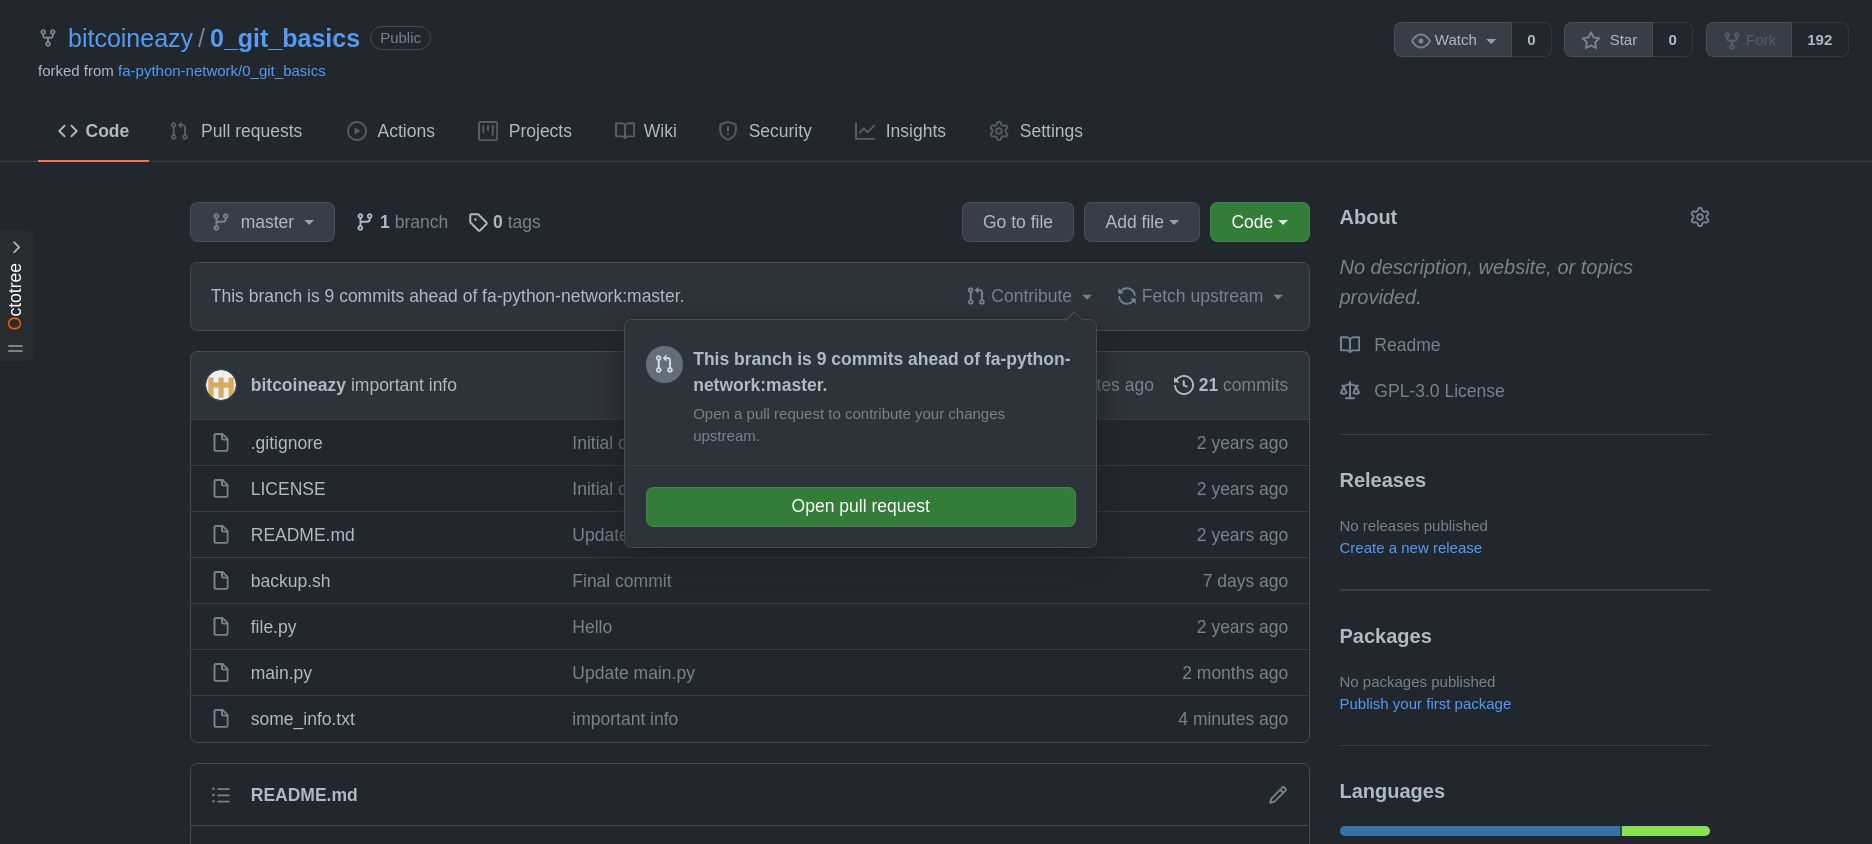 bitcoineazy / 0_git_basics Public
Watch 0 Star 0 Fork 192
forked from fa-python-network/0_git_basics
Code Pull requests Actions Projects Wiki Security Insights Settings
Octotree
master 1 branch 0 tags Go to file Add file Code
This branch is 9 commits ahead of fa-python-network:master. Contribute Fetch upstream
This branch is 9 commits ahead of fa-python-
network:master.
Open a pull request to contribute your changes
upstream.
Open pull request
bitcoineazy important info ago 21 commits
.gitignore Initial 2 years ago
LICENSE Initial 2 years ago
README.md Update 2 years ago
backup.sh Final commit 7 days ago
file.py Hello 2 years ago
main.py Update main.py 2 months ago
some_info.txt important info 4 minutes ago
README.md
About
No description, website, or topics
provided.
Readme
GPL-3.0 License
Releases
No releases published
Create a new release
Packages
No packages published
Publish your first package
Languages